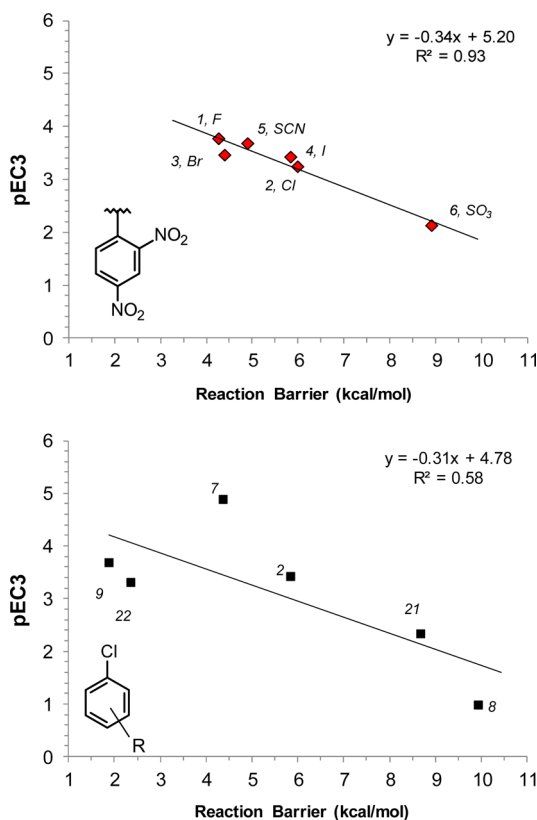 6
y = -0.34x + 5.20
R² = 0.93
5
1, F
5, SCN
4
4, I
3, Br
2, Cl
pEC3
3
6, SO₃
2
NO₂
1
NO₂
0
1 2 3 4 5 6 7 8 9 10 11
Reaction Barrier (kcal/mol)
6
y = -0.31x + 4.78
R² = 0.58
5
7
4
2
9
22
pEC3
3
21
2
Cl
1
8
R
0
1 2 3 4 5 6 7 8 9 10 11
Reaction Barrier (kcal/mol)